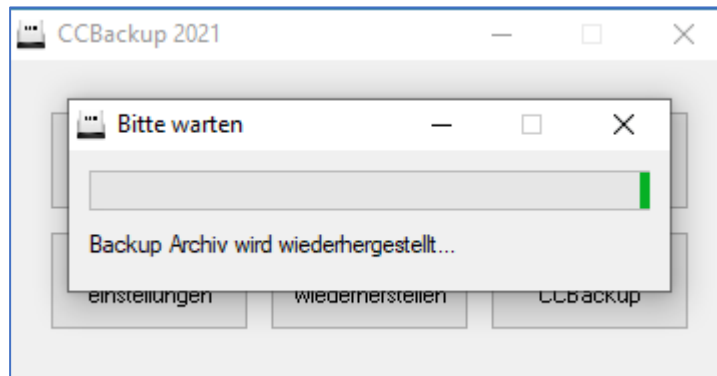 CCBackup 2021
Bitte warten
Backup Archiv wird wiederhergestellt...
einstellungen
wiederherstellen
CCBackup